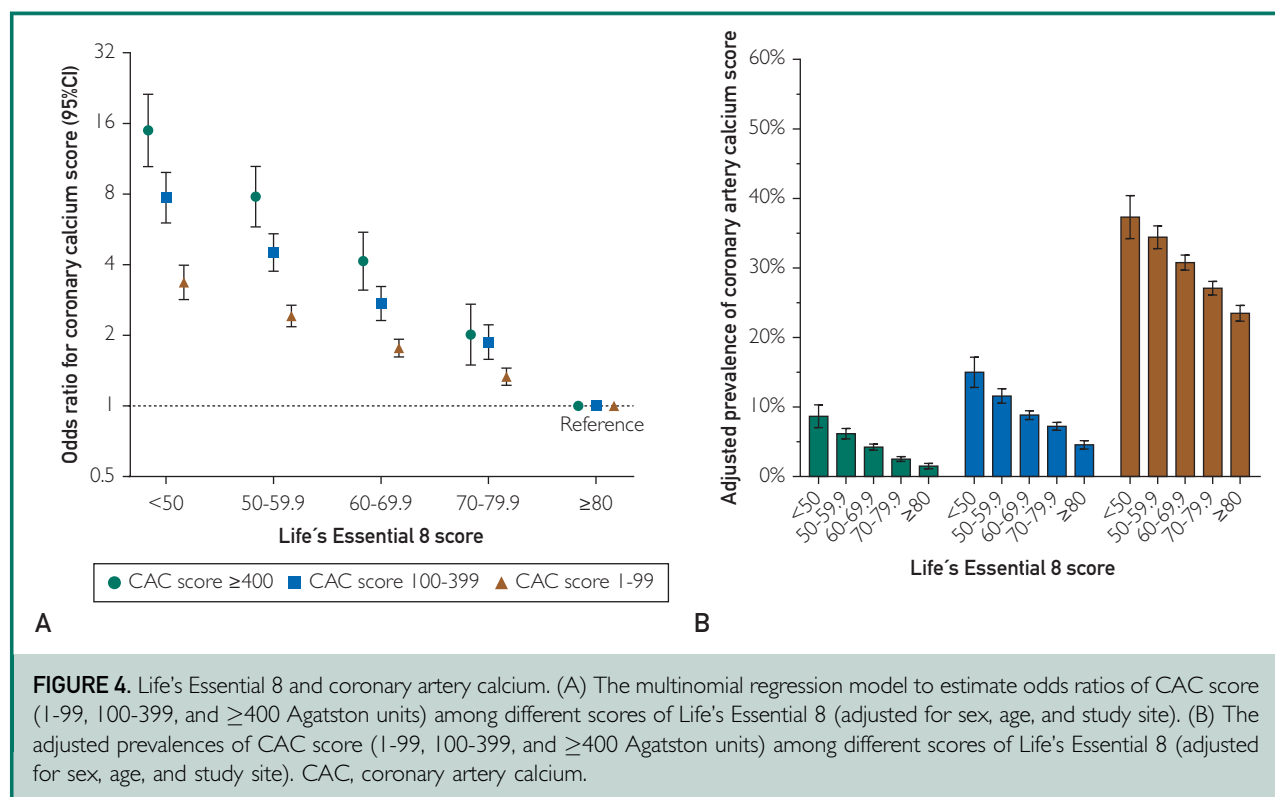 32
16
8
4
2
1
0.5
Odds ratio for coronary calcium score (95%CI)
Reference
<50
50-59.9
60-69.9
70-79.9
≥80
Life´s Essential 8 score
CAC score ≥400
CAC score 100-399
CAC score 1-99
A
60%
50%
40%
30%
20%
10%
0%
Adjusted prevalence of coronary artery calcium score
<50
50-59.9
60-69.9
70-79.9
≥80
<50
50-59.9
60-69.9
70-79.9
≥80
<50
50-59.9
60-69.9
70-79.9
≥80
Life´s Essential 8 score
B
FIGURE 4. Life's Essential 8 and coronary artery calcium. (A) The multinomial regression model to estimate odds ratios of CAC score
(1-99, 100-399, and ≥400 Agatston units) among different scores of Life's Essential 8 (adjusted for sex, age, and study site). (B) The
adjusted prevalences of CAC score (1-99, 100-399, and ≥400 Agatston units) among different scores of Life's Essential 8 (adjusted
for sex, age, and study site). CAC, coronary artery calcium.